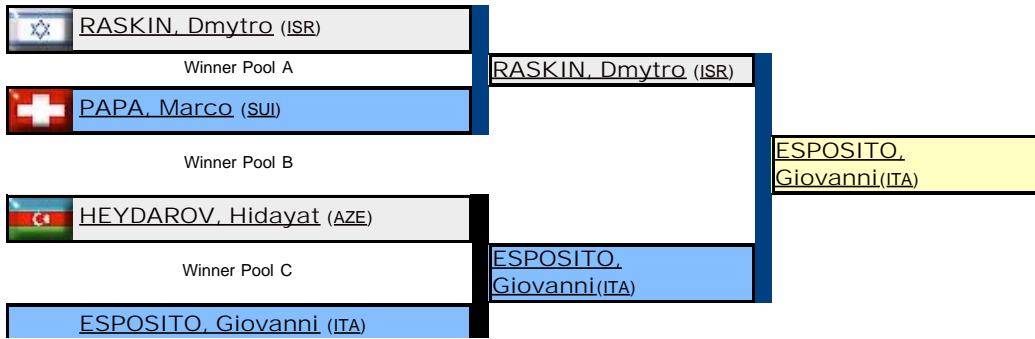 RASKIN, Dmytro (ISR)
Winner Pool A
RASKIN, Dmytro (ISR)
PAPA, Marco (SUI)
Winner Pool B
ESPOSITO,
Giovanni(ITA)
HEYDAROV, Hidayat (AZE)
Winner Pool C
ESPOSITO,
Giovanni(ITA)
ESPOSITO, Giovanni (ITA)